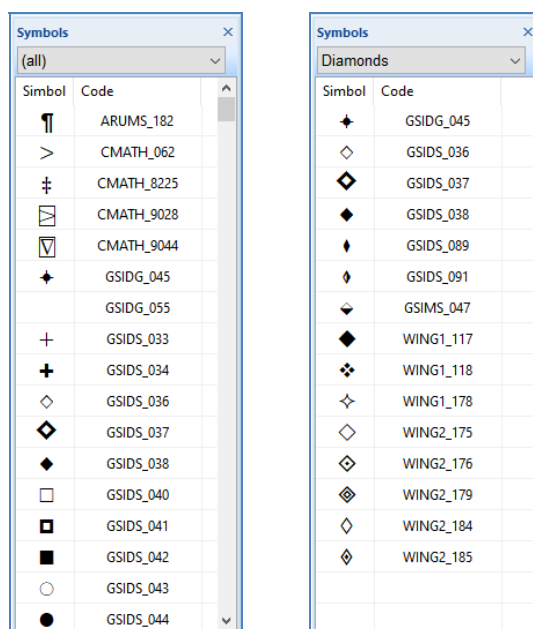 Symbols
(all)
Simbol Code
¶ ARUMS_182
> CMATH_062
‡ CMATH_8225
CMATH_9028
CMATH_9044
GSIDG_045
GSIDG_055
GSIDS_033
GSIDS_034
GSIDS_036
GSIDS_037
GSIDS_038
GSIDS_040
GSIDS_041
GSIDS_042
GSIDS_043
GSIDS_044
Symbols
Diamonds
Simbol Code
GSIDG_045
GSIDS_036
GSIDS_037
GSIDS_038
GSIDS_089
GSIDS_091
GSIMS_047
WING1_117
WING1_118
WING1_178
WING2_175
WING2_176
WING2_179
WING2_184
WING2_185